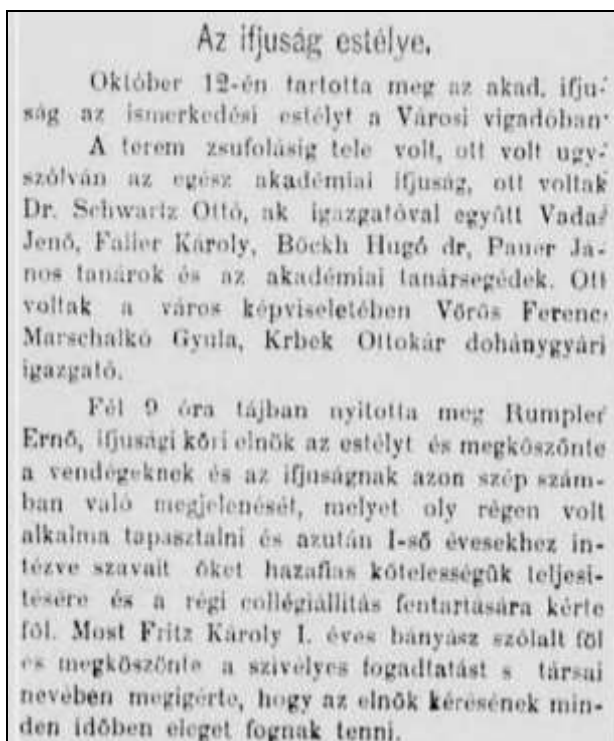 Az ifjuság estélye.
Október 12-én tartotta meg az akad. ifju-
ság az ismerkedési estélyt a Városi vigadóban
A terem zsufolásig tele volt, ott volt ugy-
szólván az egész akadémiai ifjuság, ott voltak
Dr. Schwartz Ottó, ak igazgatóval együtt Vadas
Jenő, Faller Károly, Böckh Hugó dr, Pauer Já-
nos tanárok és az akadémiai tanársegédek. Ott
voltak a város képviseletében Vörös Ferenc,
Marschalkó Gyula, Krbek Ottokár dohánygyári
igazgató.
Fél 9 óra tájban nyitotta meg Rumpler
Ernő, ifjusági köri elnök az estélyt és megköszönte
a vendégeknek és az ifjuságnak azon szép szám-
ban való megjelenését, melyet oly régen volt
alkalma tapasztalni és azután I-ső évesekhez in-
tézve szavait őket hazafias kötelességük teljesi-
tésére és a régi collégiállitás fentartására kérte
föl. Most Fritz Károly I. éves bányász szólalt föl
és megköszönte a szivélyes fogadtatást s társai
nevében megigérte, hogy az elnök kérésének min-
den időben eleget fognak tenni.